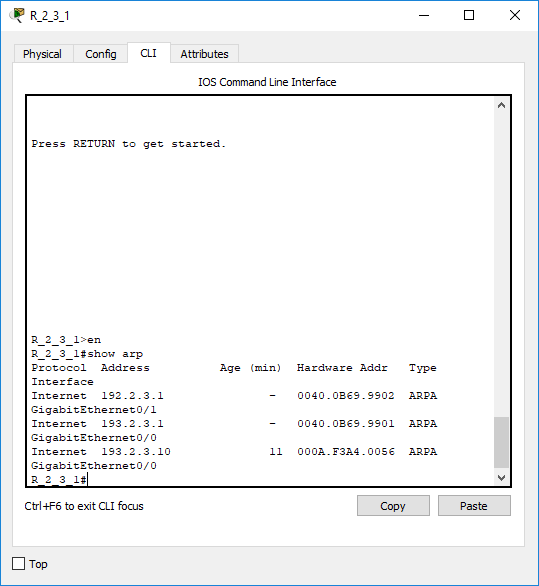 R_2_3_1
Physical Config CLI Attributes
IOS Command Line Interface
Press RETURN to get started.
R_2_3_1>en
R_2_3_1#show arp
Protocol  Address          Age (min)  Hardware Addr   Type
Interface
Internet  192.2.3.1               -   0040.0B69.9902  ARPA
GigabitEthernet0/1
Internet  193.2.3.1               -   0040.0B69.9901  ARPA
GigabitEthernet0/0
Internet  193.2.3.10              11  000A.F3A4.0056  ARPA
GigabitEthernet0/0
R_2_3_1#
Ctrl+F6 to exit CLI focus Copy Paste
Top